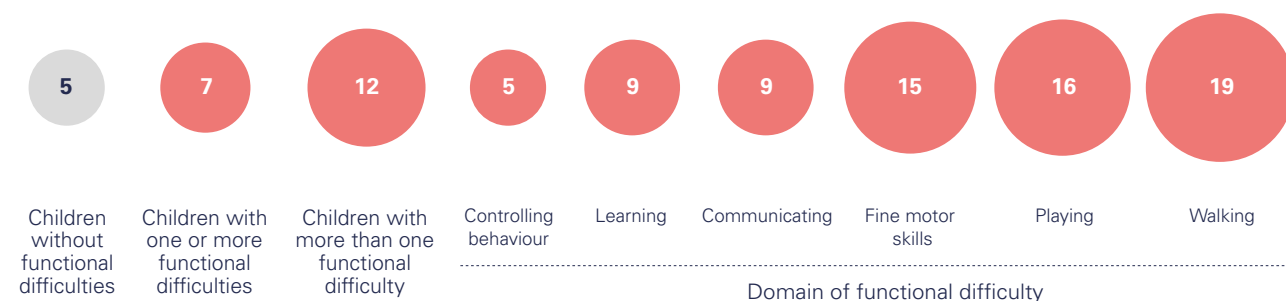 5
7
12
5
9
9
15
16
19
Children
without
functional
difficulties
Children with
one or more
functional
difficulties
Children with
more than one
functional
difficulty
Controlling
behaviour
Learning
Communicating
Fine motor
skills
Playing
Walking
Domain of functional difficulty